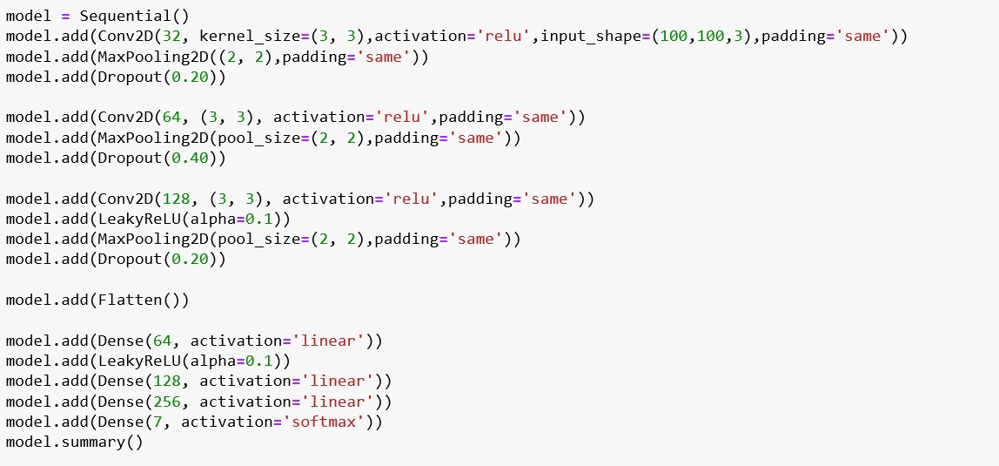 model = Sequential()
model.add(Conv2D(32, kernel_size=(3, 3),activation='relu',input_shape=(100,100,3),padding='same'))
model.add(MaxPooling2D((2, 2),padding='same'))
model.add(Dropout(0.20))

model.add(Conv2D(64, (3, 3), activation='relu',padding='same'))
model.add(MaxPooling2D(pool_size=(2, 2),padding='same'))
model.add(Dropout(0.40))

model.add(Conv2D(128, (3, 3), activation='relu',padding='same'))
model.add(LeakyReLU(alpha=0.1))
model.add(MaxPooling2D(pool_size=(2, 2),padding='same'))
model.add(Dropout(0.20))

model.add(Flatten())

model.add(Dense(64, activation='linear'))
model.add(LeakyReLU(alpha=0.1))
model.add(Dense(128, activation='linear'))
model.add(Dense(256, activation='linear'))
model.add(Dense(7, activation='softmax'))
model.summary()